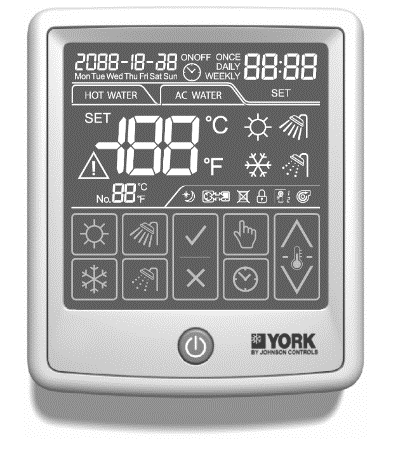 2088-18-38 ONOFF ONCE 88:88
DAILY
Mon Tue Wed Thu Fri Sat Sun WEEKLY
HOT WATER AC WATER SET
SET -188 °C
°F
No. 88 °C
°F
YORK
BY JOHNSON CONTROLS